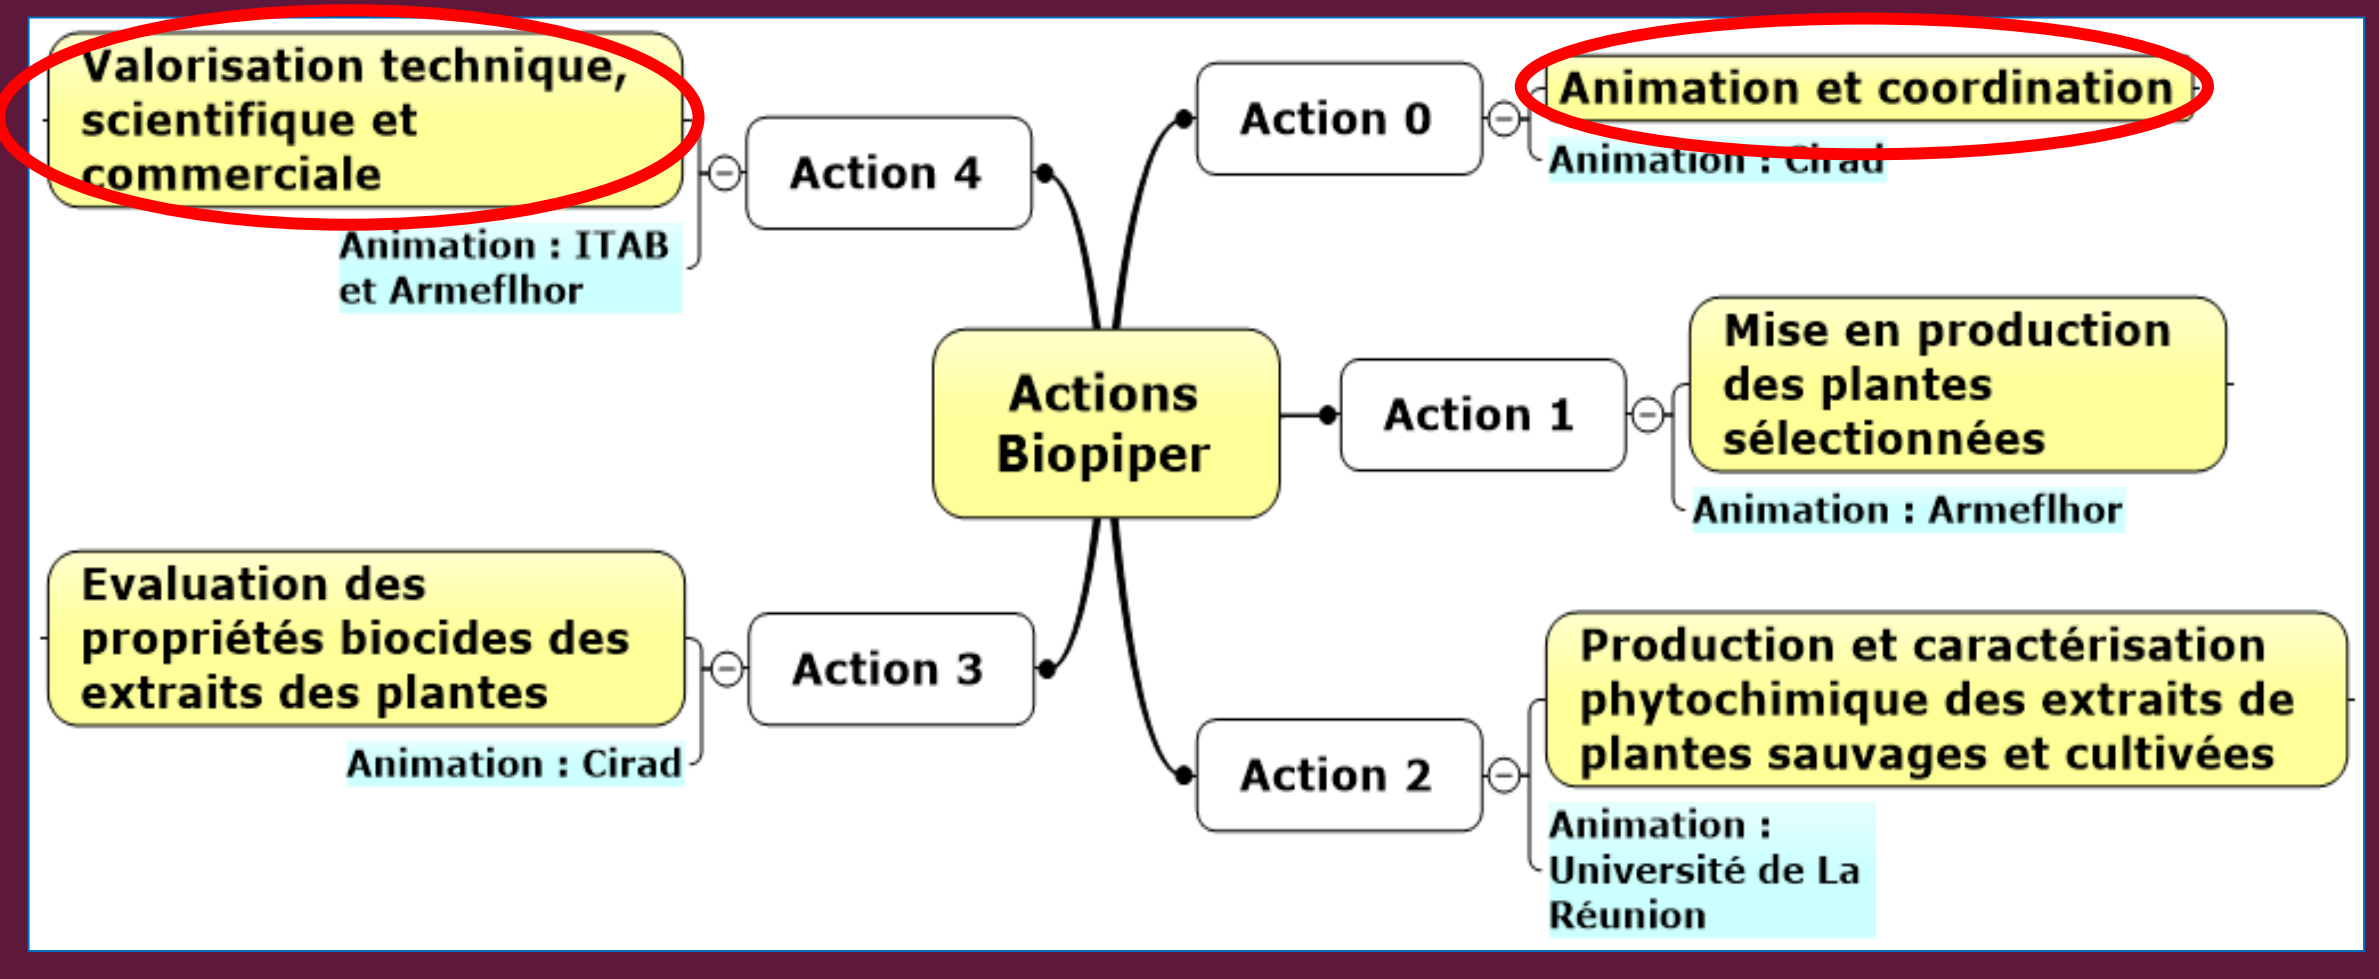 Actions
Biopiper
Action 0
Animation et coordination
Animation : Cirad
Action 1
Mise en production
des plantes
sélectionnées
Animation : Armeflhor
Action 2
Production et caractérisation
phytochimique des extraits de
plantes sauvages et cultivées
Animation :
Université de La
Réunion
Action 3
Evaluation des
propriétés biocides des
extraits des plantes
Animation : Cirad
Action 4
Valorisation technique,
scientifique et
commerciale
Animation : ITAB
et Armeflhor